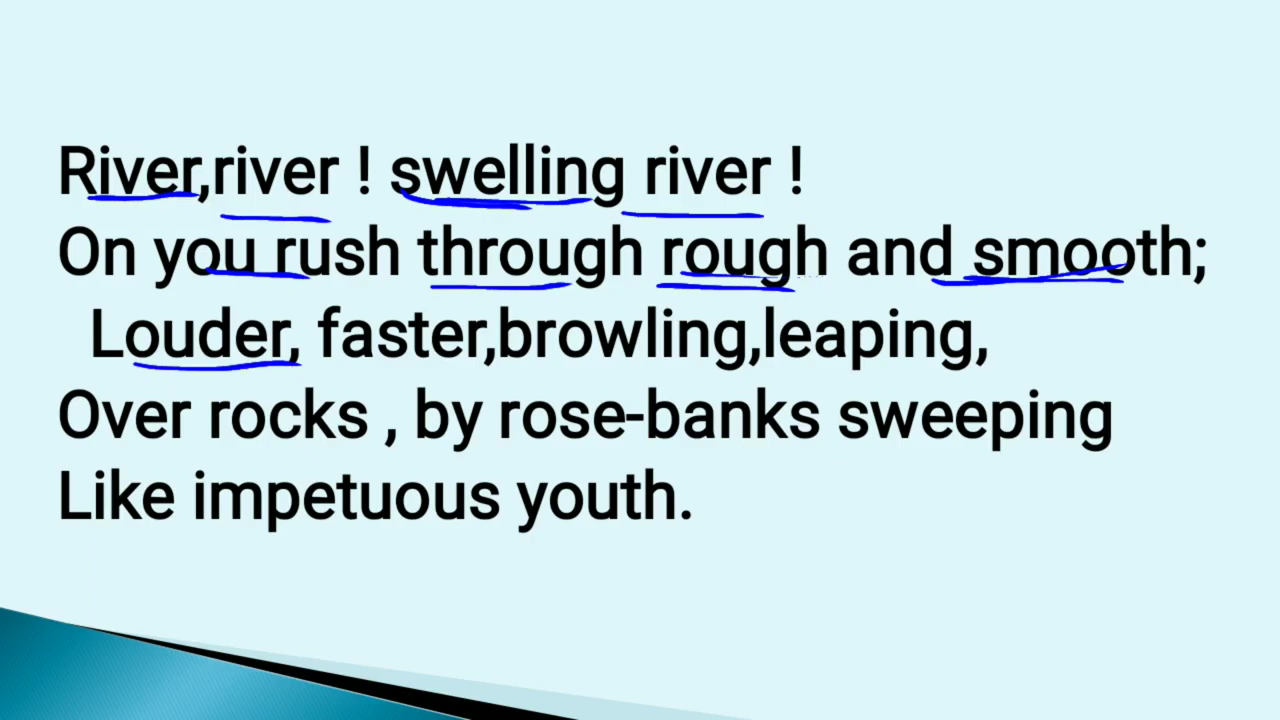 River,river ! swelling river !
On you rush through rough and smooth;
Louder, faster,browling,leaping,
Over rocks , by rose-banks sweeping
Like impetuous youth.